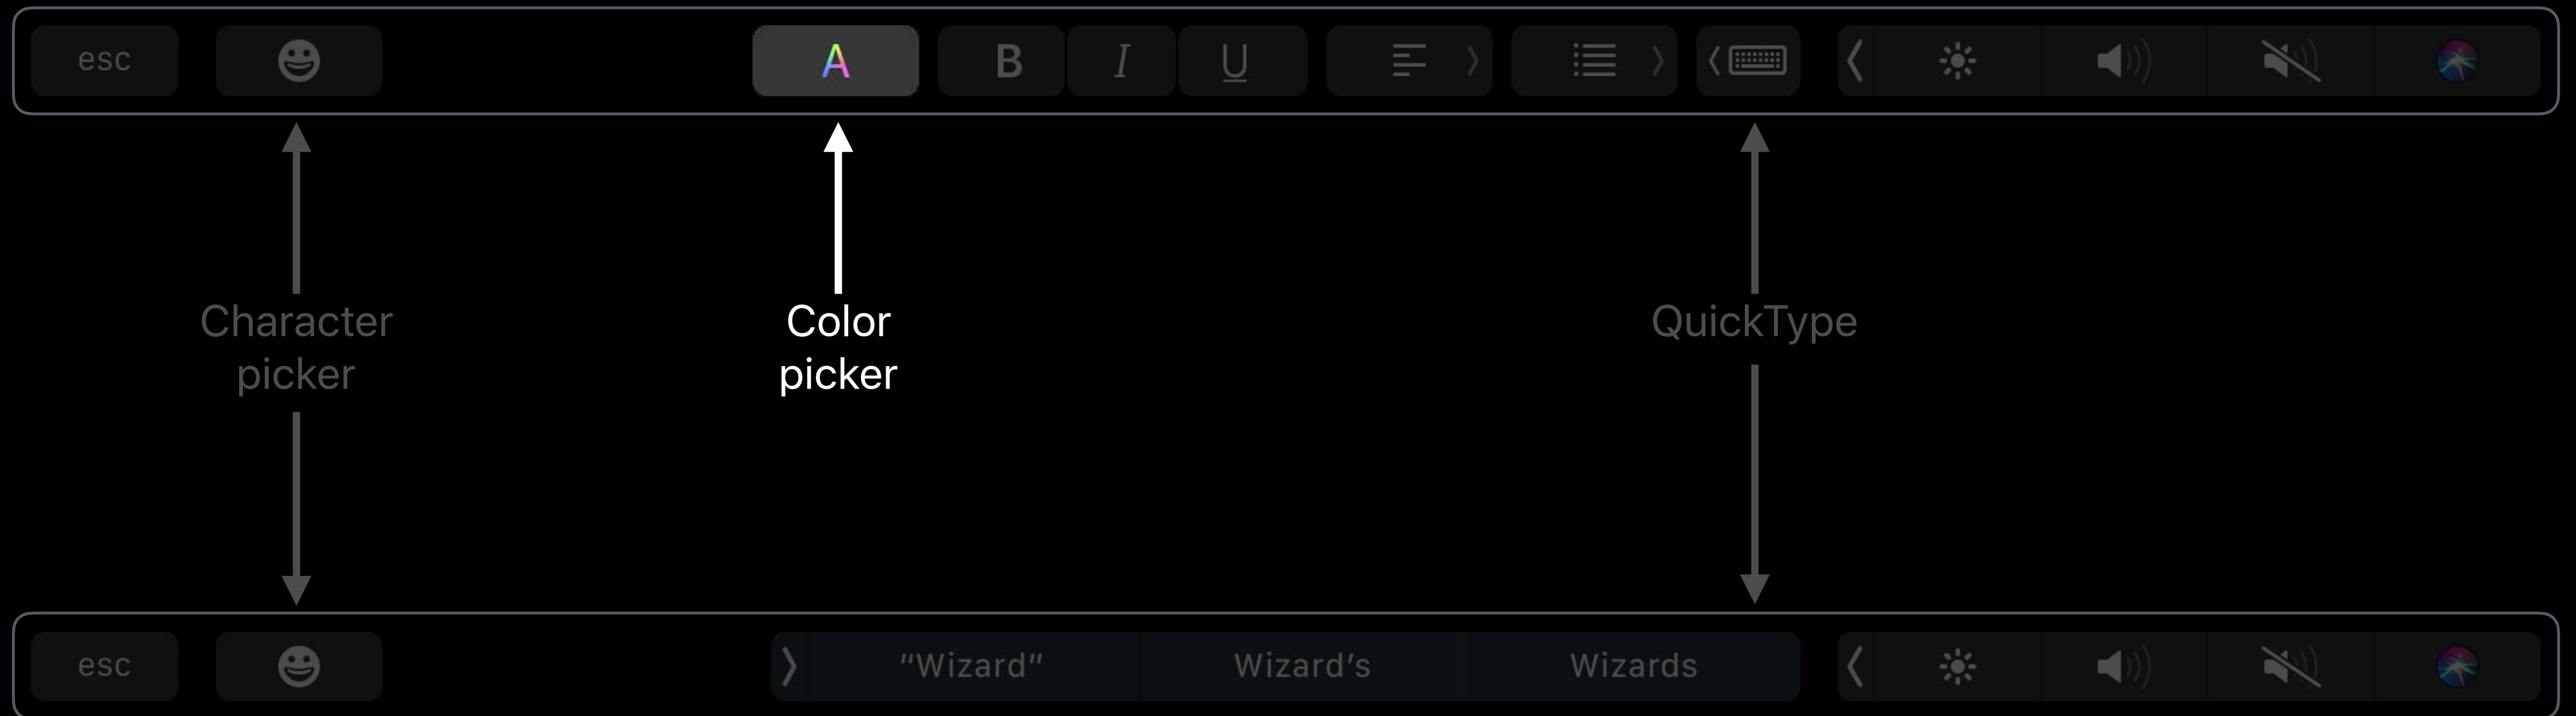 esc A B I U
Character
picker
Color
picker
QuickType
esc “Wizard” Wizard’s Wizards